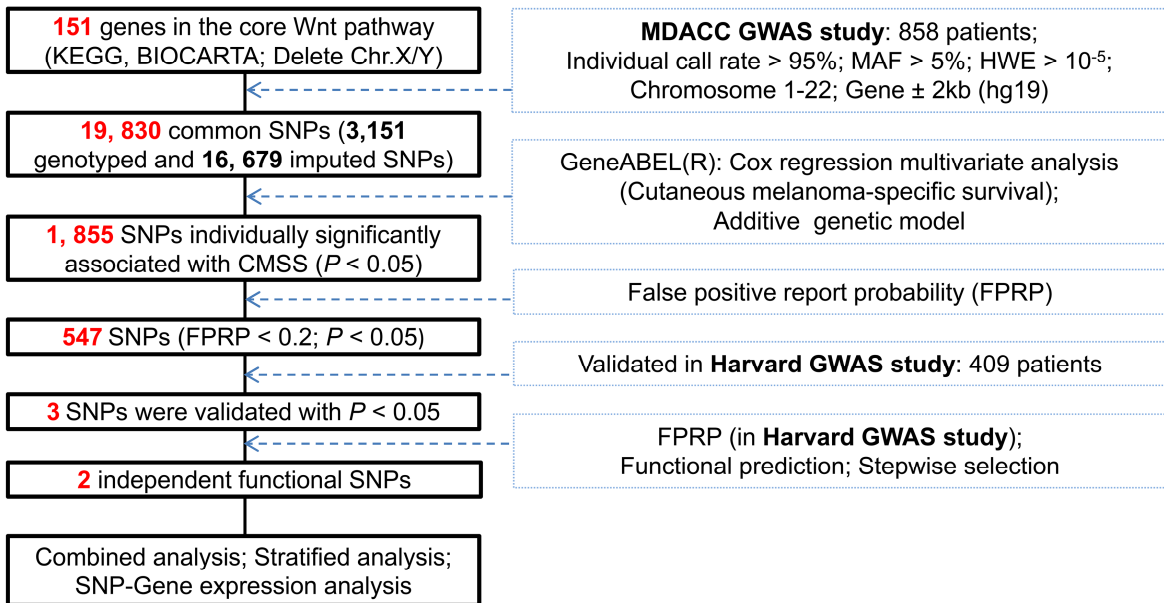 151 genes in the core Wnt pathway
(KEGG, BIOCARTA; Delete Chr.X/Y)
MDACC GWAS study: 858 patients;
Individual call rate > 95%; MAF > 5%; HWE > 10⁻⁵;
Chromosome 1-22; Gene ± 2kb (hg19)
19, 830 common SNPs (3,151
genotyped and 16, 679 imputed SNPs)
GeneABEL(R): Cox regression multivariate analysis
(Cutaneous melanoma-specific survival);
Additive genetic model
1, 855 SNPs individually significantly
associated with CMSS (P < 0.05)
False positive report probability (FPRP)
547 SNPs (FPRP < 0.2; P < 0.05)
Validated in Harvard GWAS study: 409 patients
3 SNPs were validated with P < 0.05
FPRP (in Harvard GWAS study);
Functional prediction; Stepwise selection
2 independent functional SNPs
Combined analysis; Stratified analysis;
SNP-Gene expression analysis